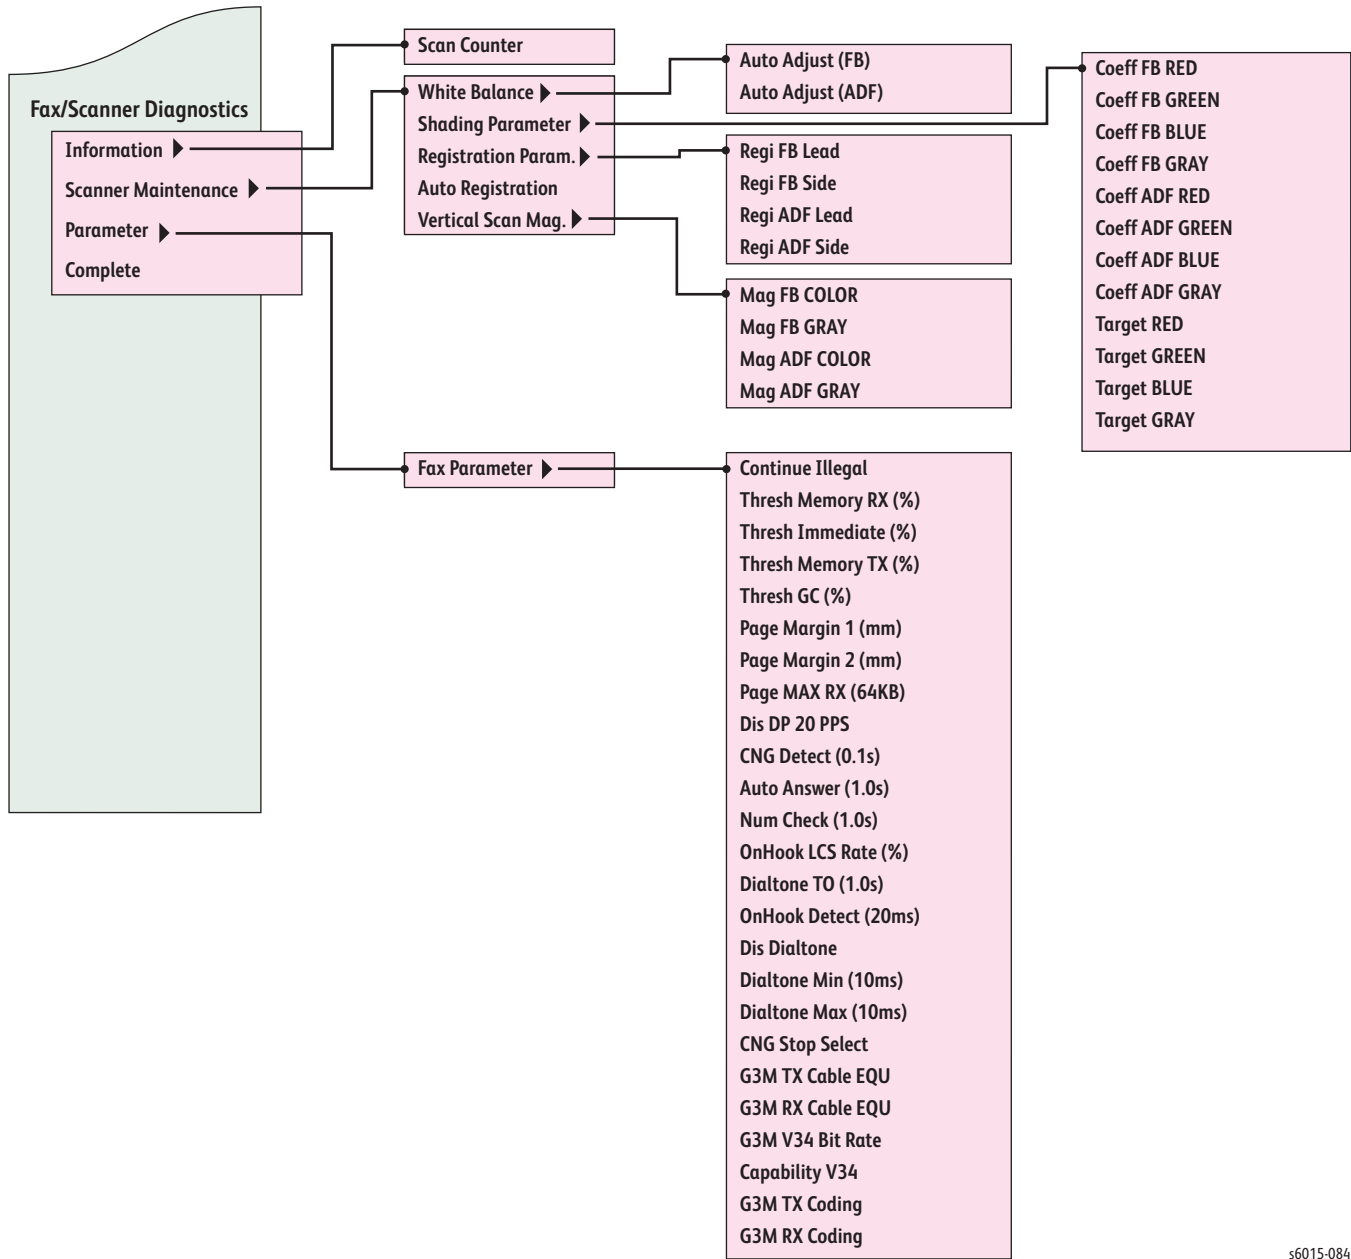 Fax/Scanner Diagnostics
Information
Scanner Maintenance
Parameter
Complete
Scan Counter
White Balance
Shading Parameter
Registration Param.
Auto Registration
Vertical Scan Mag.
Auto Adjust (FB)
Auto Adjust (ADF)
Regi FB Lead
Regi FB Side
Regi ADF Lead
Regi ADF Side
Mag FB COLOR
Mag FB GRAY
Mag ADF COLOR
Mag ADF GRAY
Coeff FB RED
Coeff FB GREEN
Coeff FB BLUE
Coeff FB GRAY
Coeff ADF RED
Coeff ADF GREEN
Coeff ADF BLUE
Coeff ADF GRAY
Target RED
Target GREEN
Target BLUE
Target GRAY
Fax Parameter
Continue Illegal
Thresh Memory RX (%)
Thresh Immediate (%)
Thresh Memory TX (%)
Thresh GC (%)
Page Margin 1 (mm)
Page Margin 2 (mm)
Page MAX RX (64KB)
Dis DP 20 PPS
CNG Detect (0.1s)
Auto Answer (1.0s)
Num Check (1.0s)
OnHook LCS Rate (%)
Dialtone TO (1.0s)
OnHook Detect (20ms)
Dis Dialtone
Dialtone Min (10ms)
Dialtone Max (10ms)
CNG Stop Select
G3M TX Cable EQU
G3M RX Cable EQU
G3M V34 Bit Rate
Capability V34
G3M TX Coding
G3M RX Coding
s6015-084